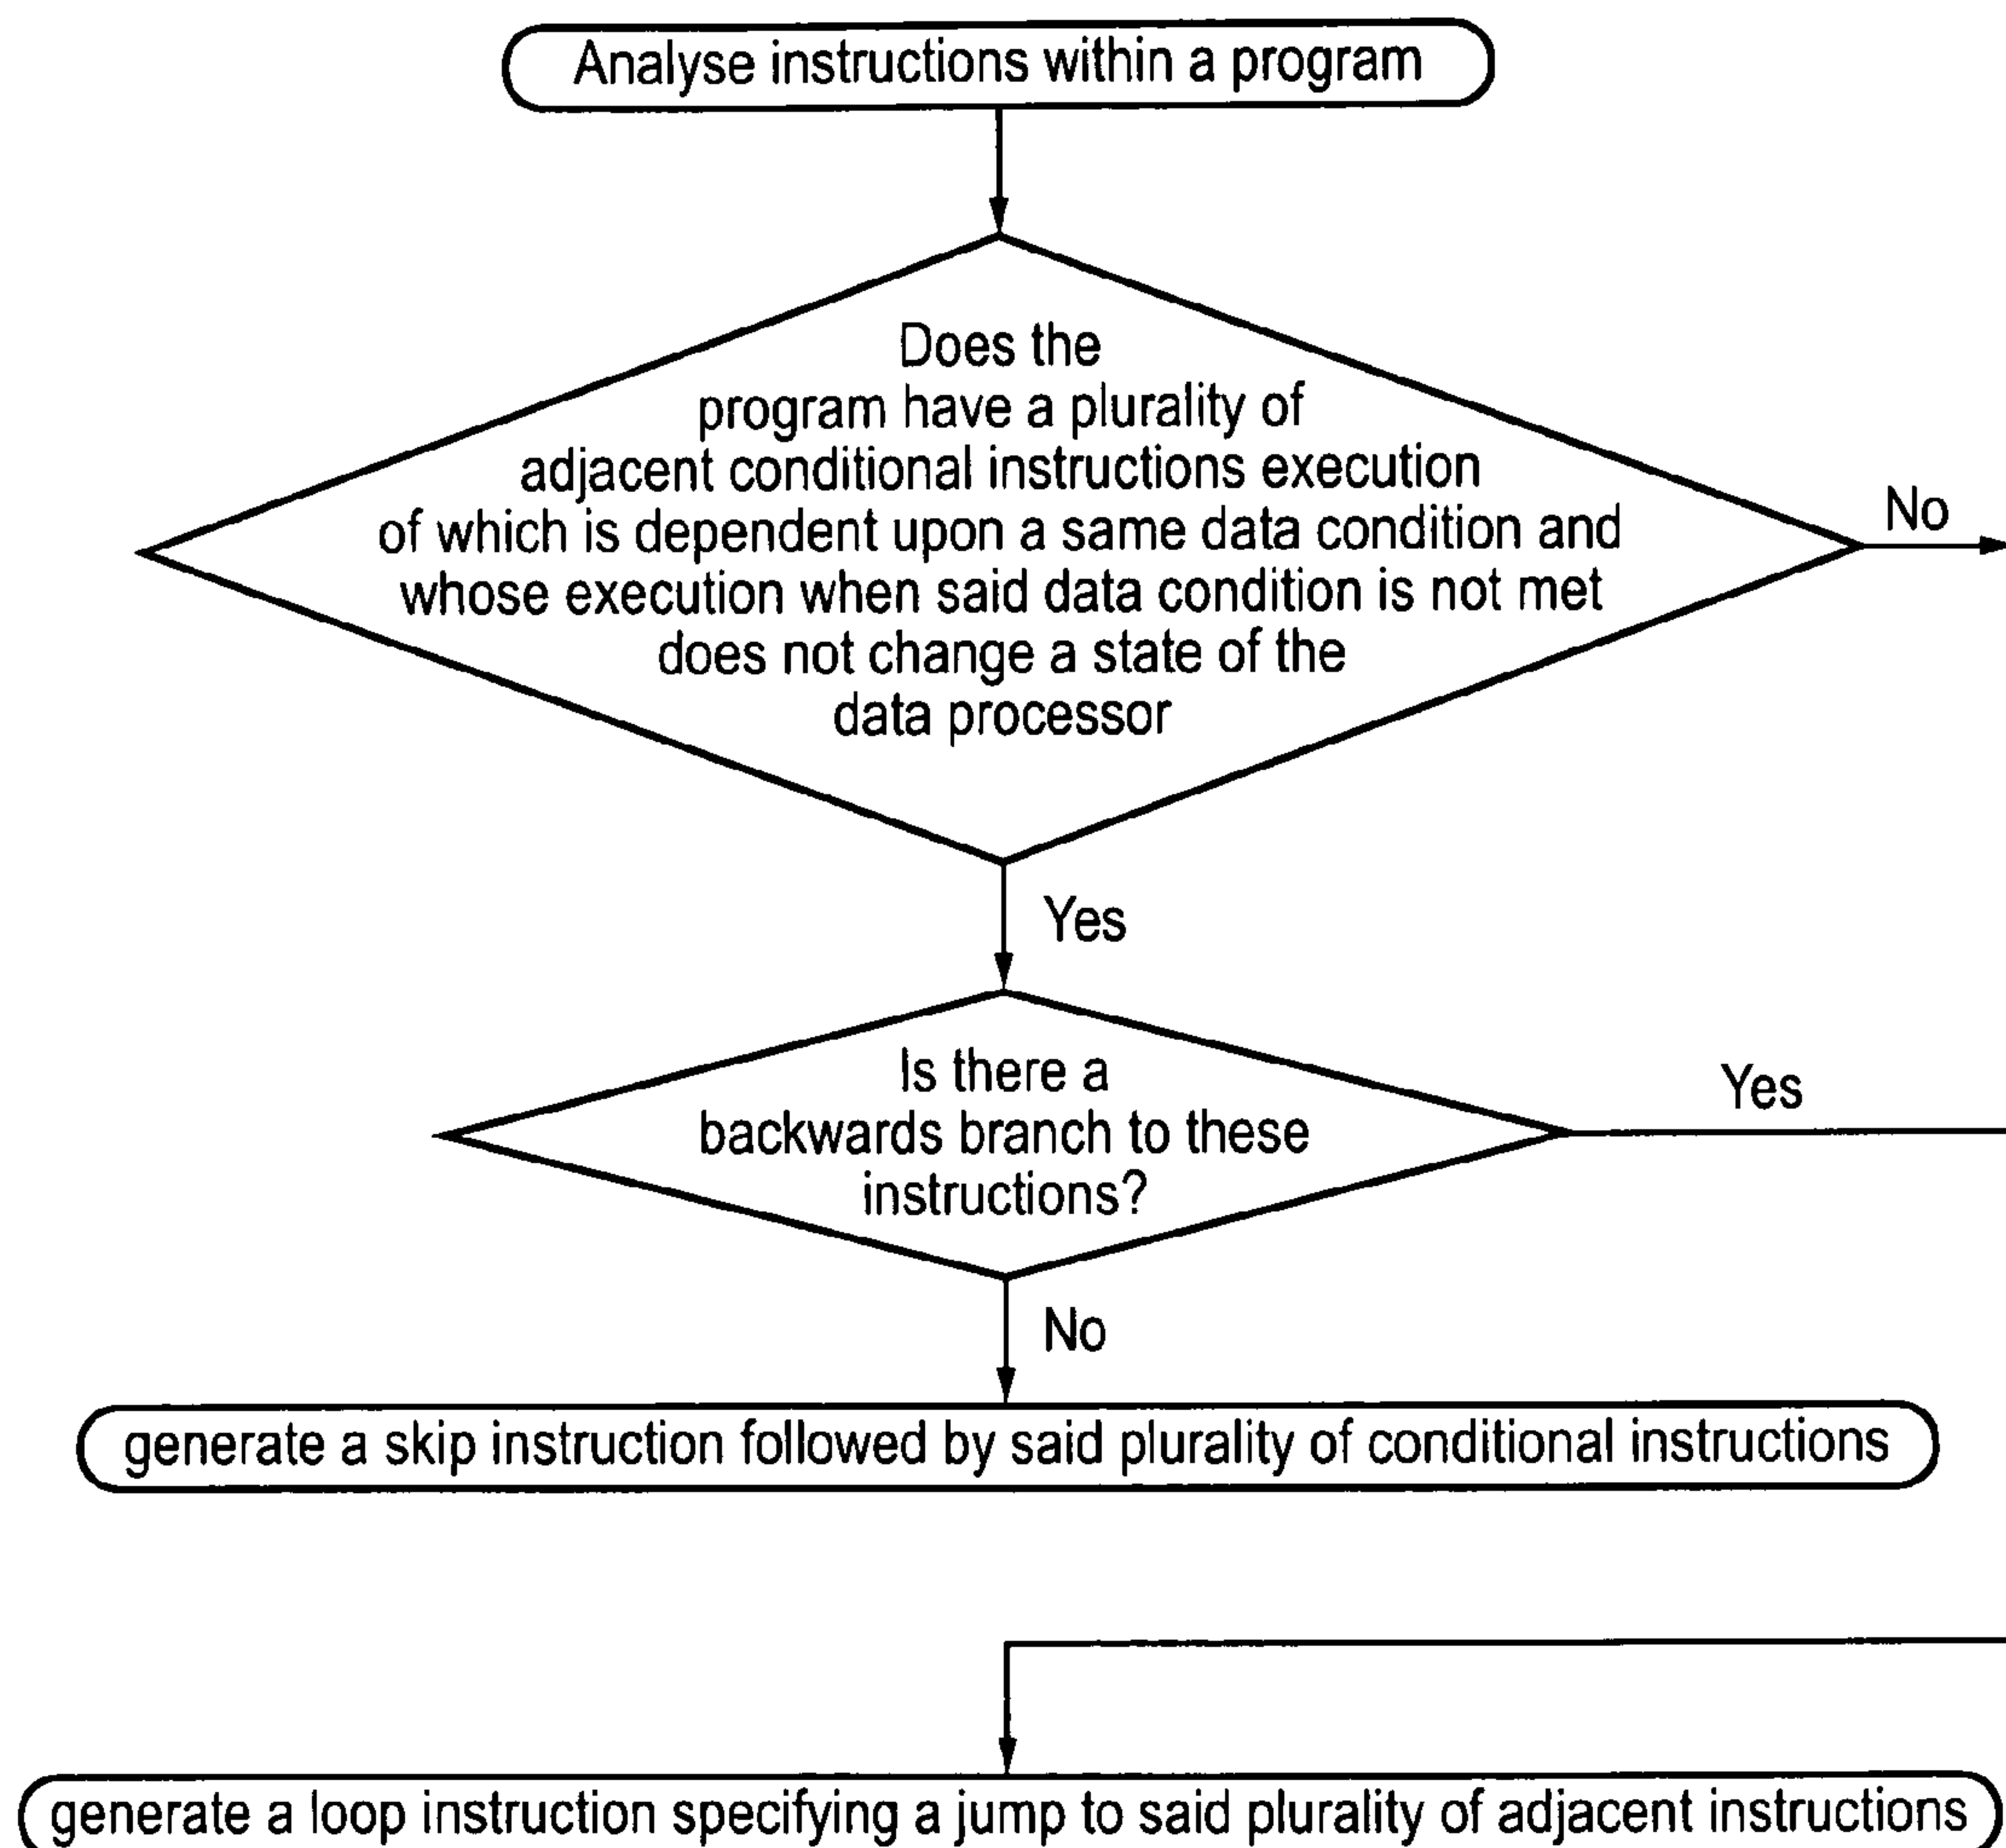 Analyse instructions within a program
Does the
program have a plurality of
adjacent conditional instructions execution
of which is dependent upon a same data condition and
whose execution when said data condition is not met
does not change a state of the
data processor
No
Yes
Is there a
backwards branch to these
instructions?
Yes
No
generate a skip instruction followed by said plurality of conditional instructions
generate a loop instruction specifying a jump to said plurality of adjacent instructions